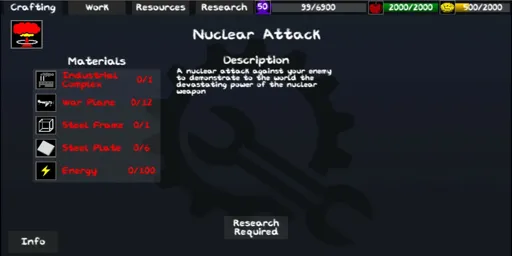 Crafting Work Resources Research 50 99/6900 2000/2000 500/2000
Nuclear Attack
Materials
Industrial
Complex 0/1
War Plane 0/12
Steel Frame 0/1
Steel Plate 0/6
Energy 0/100
Description
A nuclear attack against your enemy
to demonstrate to the world the
devastating power of the nuclear
weapon
Research
Required
Info